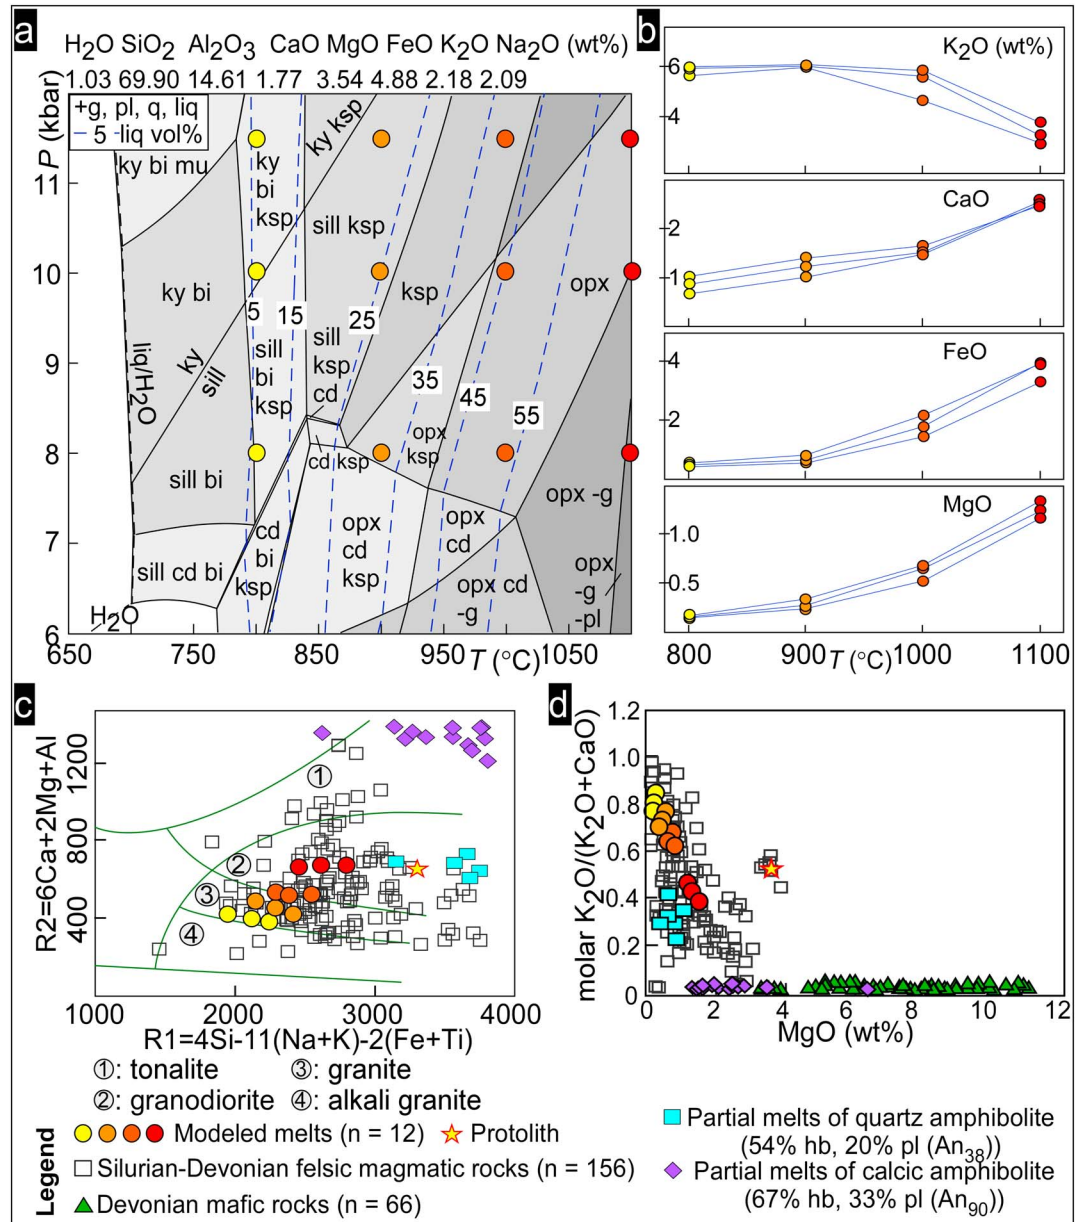 a
H₂O SiO₂ Al₂O₃ CaO MgO FeO K₂O Na₂O (wt%)
1.03 69.90 14.61 1.77 3.54 4.88 2.18 2.09
+g, pl, q, liq
5 liq vol%
P (kbar)
11
10
9
8
7
6
ky bi mu
ky
bi
ksp
ky ksp
sill ksp
ky bi
ksp
opx
5
15
25
35
45
55
liq/H₂O
ky
sill
sill
bi
ksp
sill
ksp
cd
cd
cd ksp
opx
ksp
sill bi
opx -g
cd
bi
ksp
opx
cd
ksp
opx
cd
sill cd bi
opx cd
-g
opx
-g
-pl
H₂O
650
750
850
950
1050
T (°C)
b
K₂O (wt%)
6
4
CaO
2
1
FeO
4
2
MgO
1.0
0.5
800
900
1000
1100
T (°C)
c
R2=6Ca+2Mg+Al
1200
800
400
1
2
3
4
1000
2000
3000
4000
R1=4Si-11(Na+K)-2(Fe+Ti)
d
molar K₂O/(K₂O+CaO)
1.2
1.0
0.8
0.6
0.4
0.2
0
0
2
4
6
8
10
12
MgO (wt%)
①: tonalite ③: granite
②: granodiorite ④: alkali granite
Legend
Modeled melts (n = 12) Protolith
Silurian-Devonian felsic magmatic rocks (n = 156)
Devonian mafic rocks (n = 66)
Partial melts of quartz amphibolite
(54% hb, 20% pl (An₃₈))
Partial melts of calcic amphibolite
(67% hb, 33% pl (An₉₀))